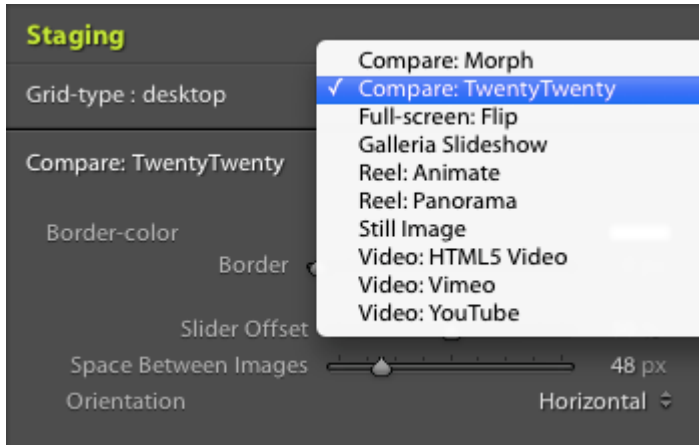 Staging
Grid-type : desktop
Compare: TwentyTwenty
Border-color
Border
Slider Offset
Space Between Images 48 px
Orientation Horizontal
Compare: Morph
✓ Compare: TwentyTwenty
Full-screen: Flip
Galleria Slideshow
Reel: Animate
Reel: Panorama
Still Image
Video: HTML5 Video
Video: Vimeo
Video: YouTube